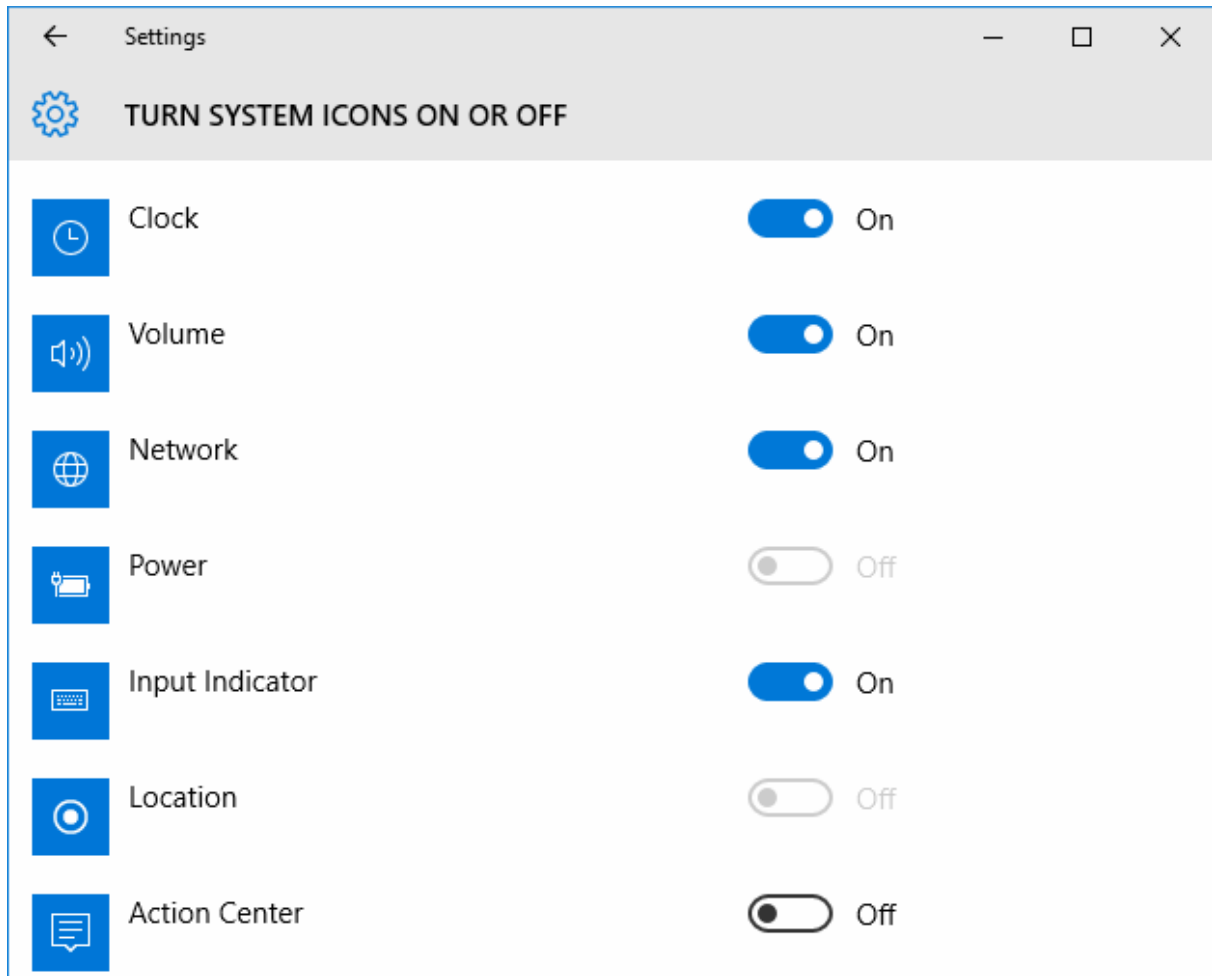 Settings
TURN SYSTEM ICONS ON OR OFF
Clock On
Volume On
Network On
Power Off
Input Indicator On
Location Off
Action Center Off